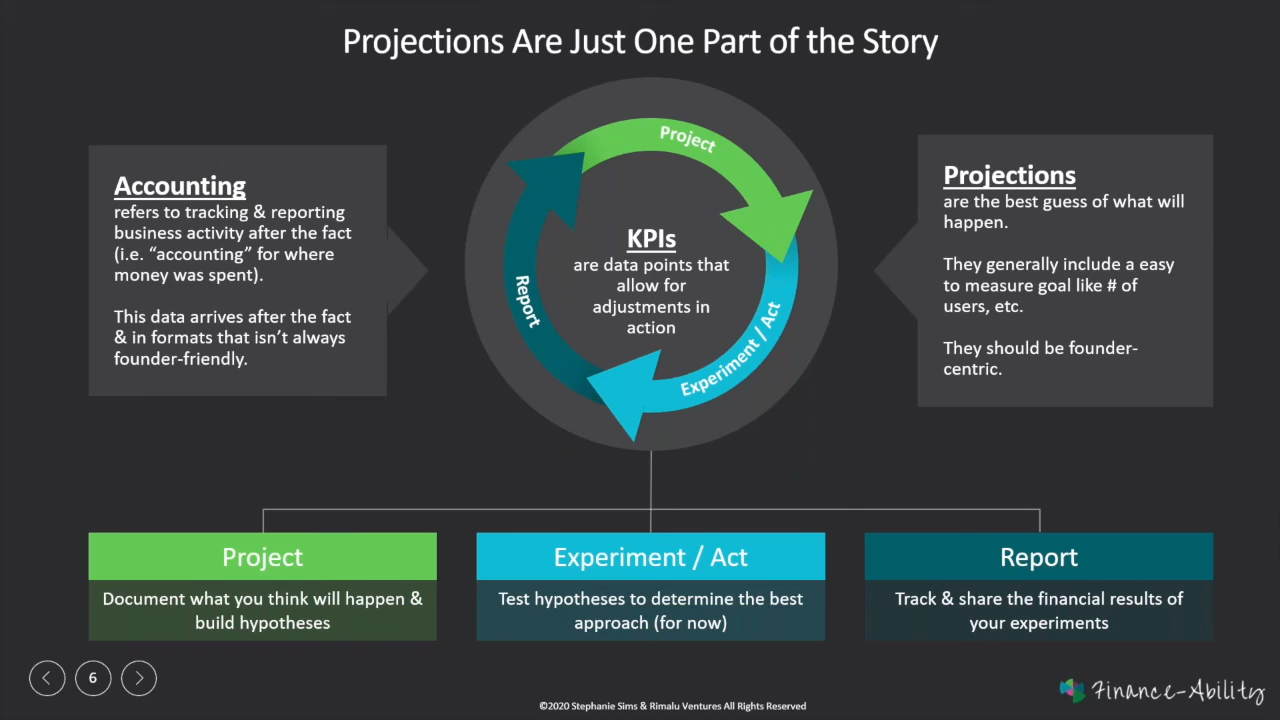 Projections Are Just One Part of the Story
Accounting
refers to tracking & reporting
business activity after the fact
(i.e. “accounting” for where
money was spent).
This data arrives after the fact
& in formats that isn’t always
founder-friendly.
Project
Experiment / Act
Report
KPIs
are data points that
allow for
adjustments in
action
Projections
are the best guess of what will
happen.
They generally include a easy
to measure goal like # of
users, etc.
They should be founder-
centric.
Project
Document what you think will happen &
build hypotheses
Experiment / Act
Test hypotheses to determine the best
approach (for now)
Report
Track & share the financial results of
your experiments
6
©2020 Stephanie Sims & Rimalu Ventures All Rights Reserved
Finance-Ability